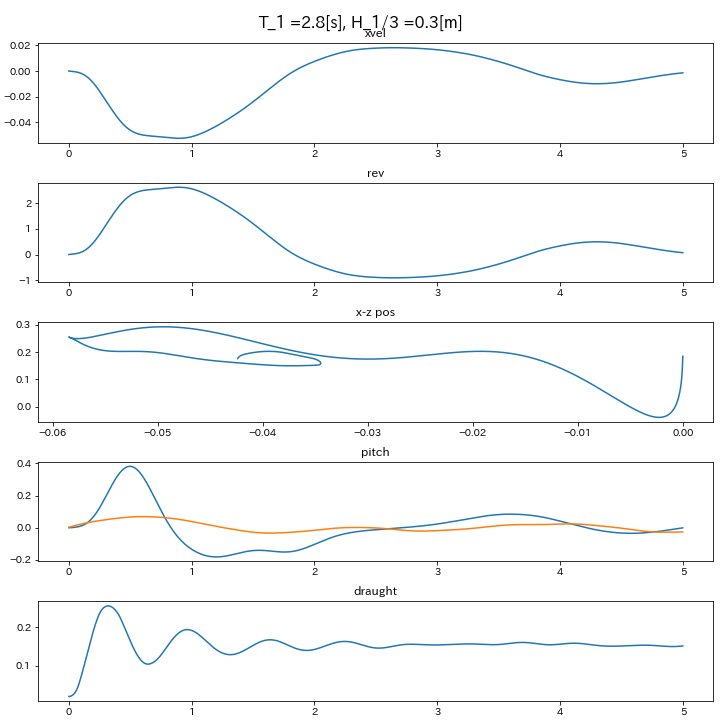 T_1 =2.8[s], H_1/3 =0.3[m]
xvel
0.02
0.00
−0.02
−0.04
0 1 2 3 4 5
rev
2
1
0
−1
0 1 2 3 4 5
x-z pos
0.3
0.2
0.1
0.0
−0.06 −0.05 −0.04 −0.03 −0.02 −0.01 0.00
pitch
0.4
0.2
0.0
−0.2
0 1 2 3 4 5
draught
0.2
0.1
0 1 2 3 4 5